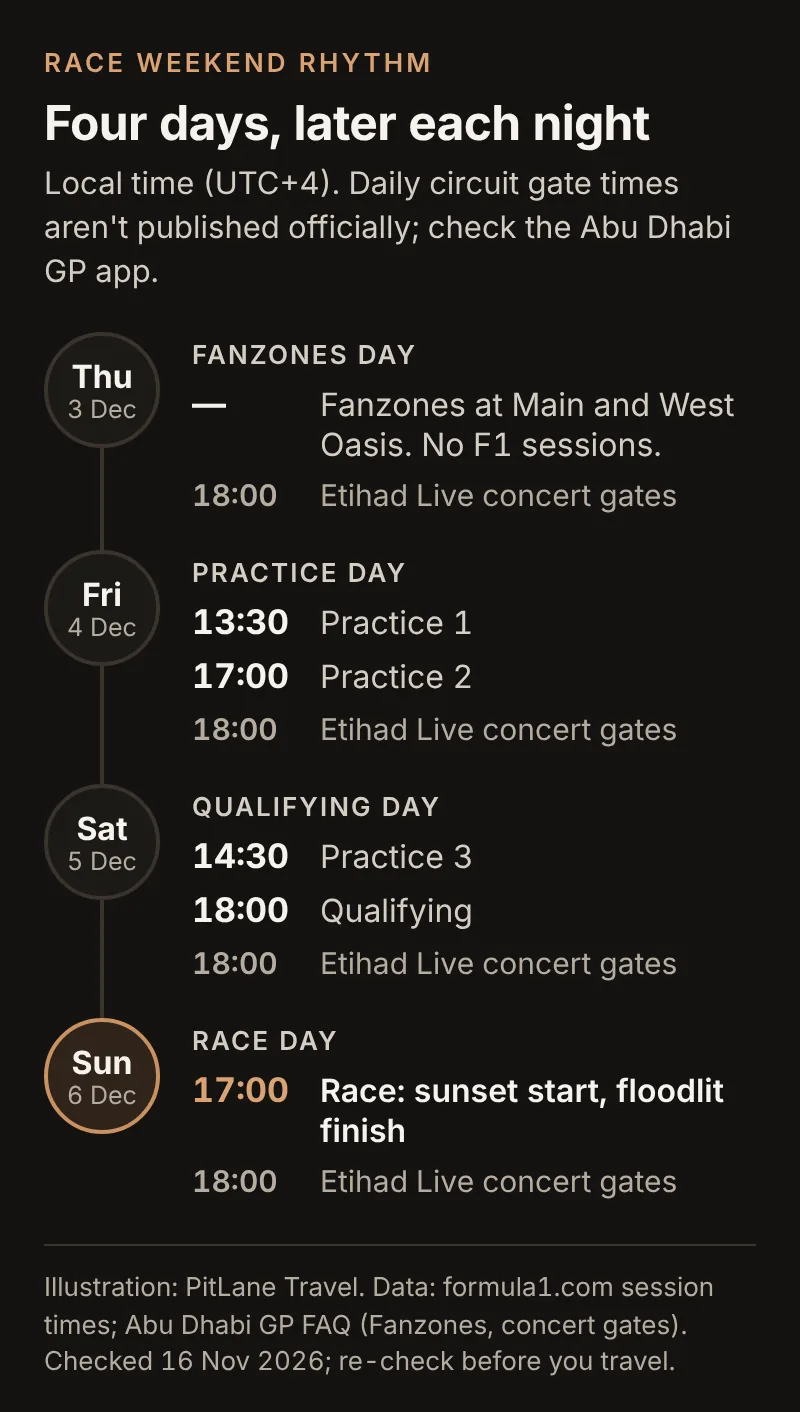 RACE WEEKEND RHYTHM
Four days, later each night
Local time (UTC+4). Daily circuit gate times
aren't published officially; check the Abu Dhabi
GP app.
Thu
3 Dec
FANZONES DAY
— Fanzones at Main and West
Oasis. No F1 sessions.
18:00 Etihad Live concert gates
Fri
4 Dec
PRACTICE DAY
13:30 Practice 1
17:00 Practice 2
18:00 Etihad Live concert gates
Sat
5 Dec
QUALIFYING DAY
14:30 Practice 3
18:00 Qualifying
18:00 Etihad Live concert gates
Sun
6 Dec
RACE DAY
17:00 Race: sunset start, floodlit
finish
18:00 Etihad Live concert gates
Illustration: PitLane Travel. Data: formula1.com session
times; Abu Dhabi GP FAQ (Fanzones, concert gates).
Checked 16 Nov 2026; re-check before you travel.